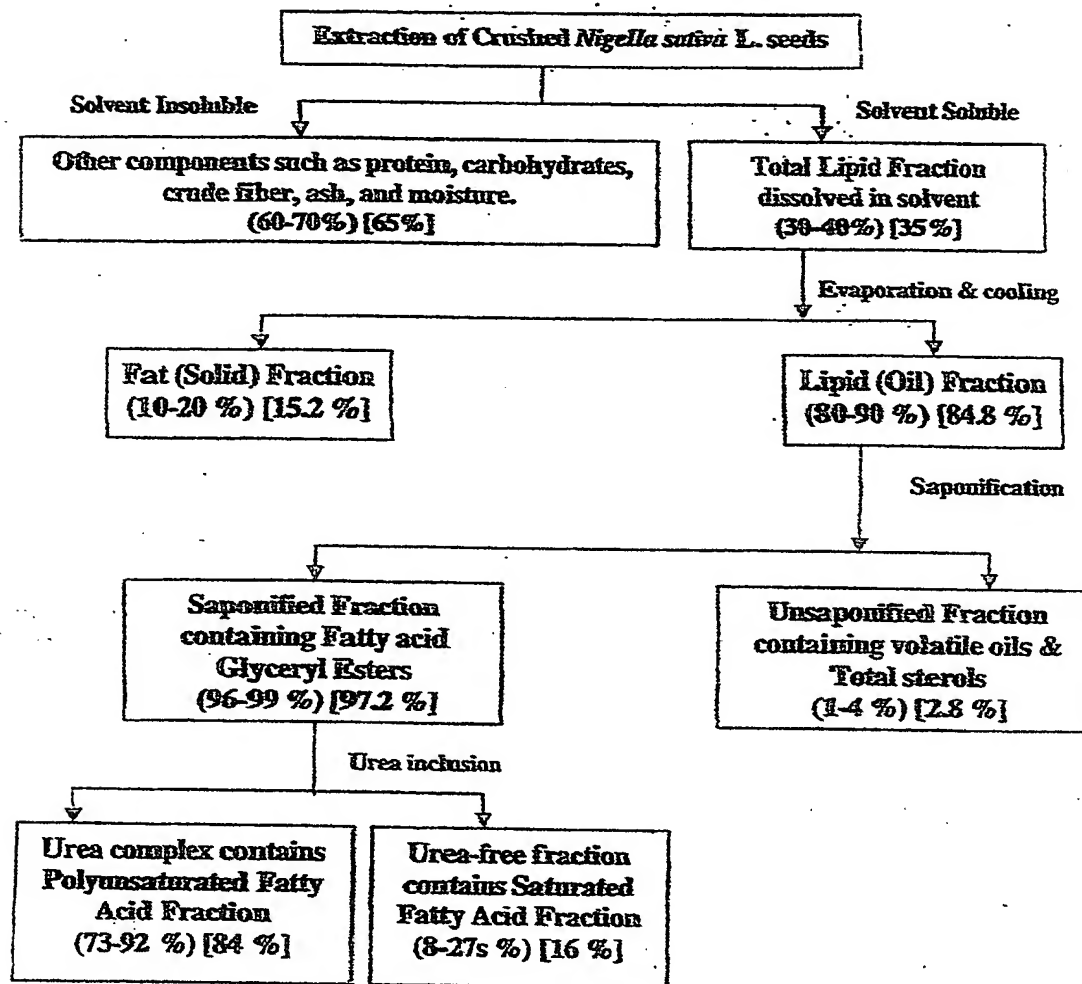 Extraction of Crushed Nigella sativa L. seeds
Solvent Insoluble
Solvent Soluble
Other components such as protein, carbohydrates,
crude fiber, ash, and moisture.
(60-70%) [65%]
Total Lipid Fraction
dissolved in solvent
(30-40%) [35%]
Evaporation & cooling
Fat (Solid) Fraction
(10-20 %) [15.2 %]
Lipid (Oil) Fraction
(80-90 %) [84.8 %]
Saponification
Saponified Fraction
containing Fatty acid
Glyceryl Esters
(96-99 %) [97.2 %]
Unsaponified Fraction
containing volatile oils &
Total sterols
(1-4 %) [2.8 %]
Urea inclusion
Urea complex contains
Polyunsaturated Fatty
Acid Fraction
(73-92 %) [84 %]
Urea-free fraction
contains Saturated
Fatty Acid Fraction
(8-27s %) [16 %]